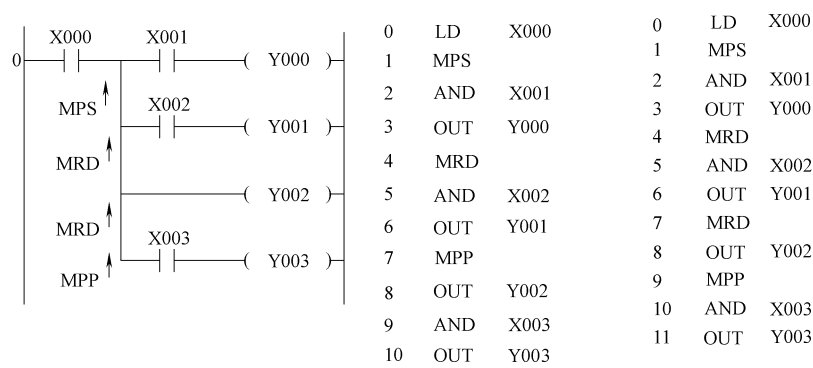 X000 X001
0 Y000
MPS
X002
Y001
MRD
Y002
MRD
X003
Y003
MPP
0 LD X000
1 MPS
2 AND X001
3 OUT Y000
4 MRD
5 AND X002
6 OUT Y001
7 MPP
8 OUT Y002
9 AND X003
10 OUT Y003
0 LD X000
1 MPS
2 AND X001
3 OUT Y000
4 MRD
5 AND X002
6 OUT Y001
7 MRD
8 OUT Y002
9 MPP
10 AND X003
11 OUT Y003